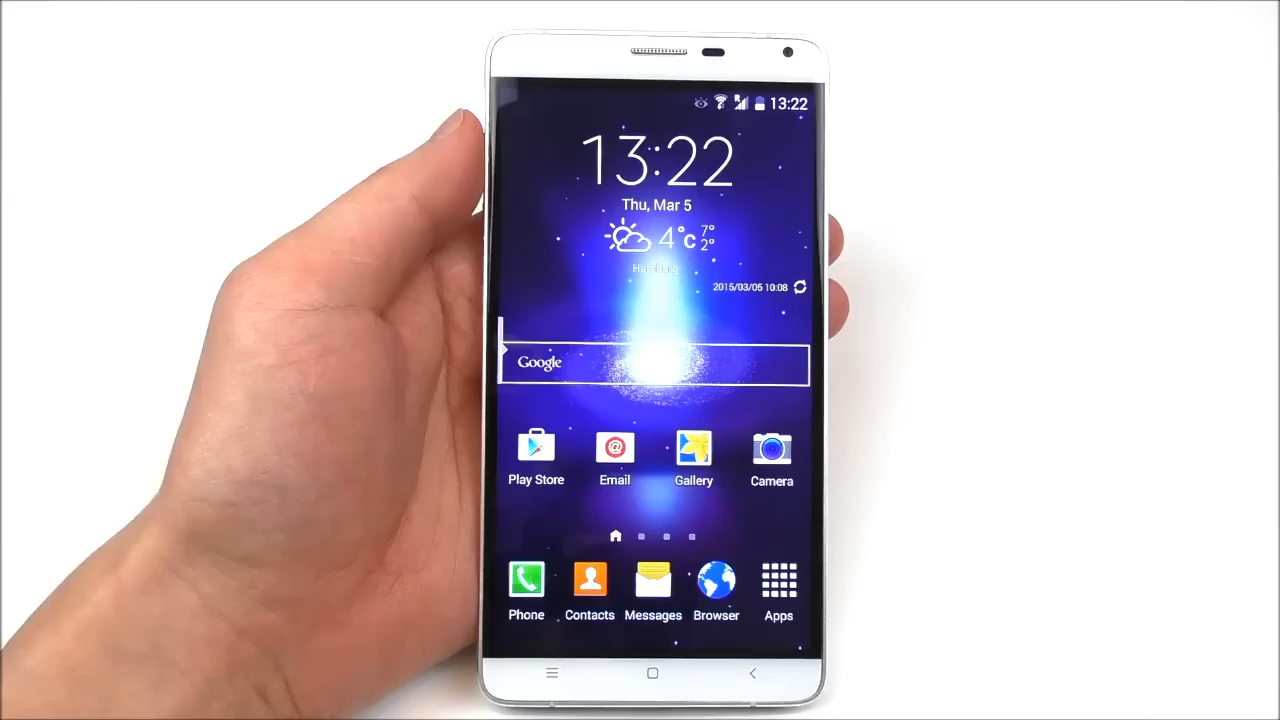 13:22
13:22
Thu, Mar 5
4°c 7° 2°
2015/03/05 10:08
Google
Play Store Email Gallery Camera
Phone Contacts Messages Browser Apps